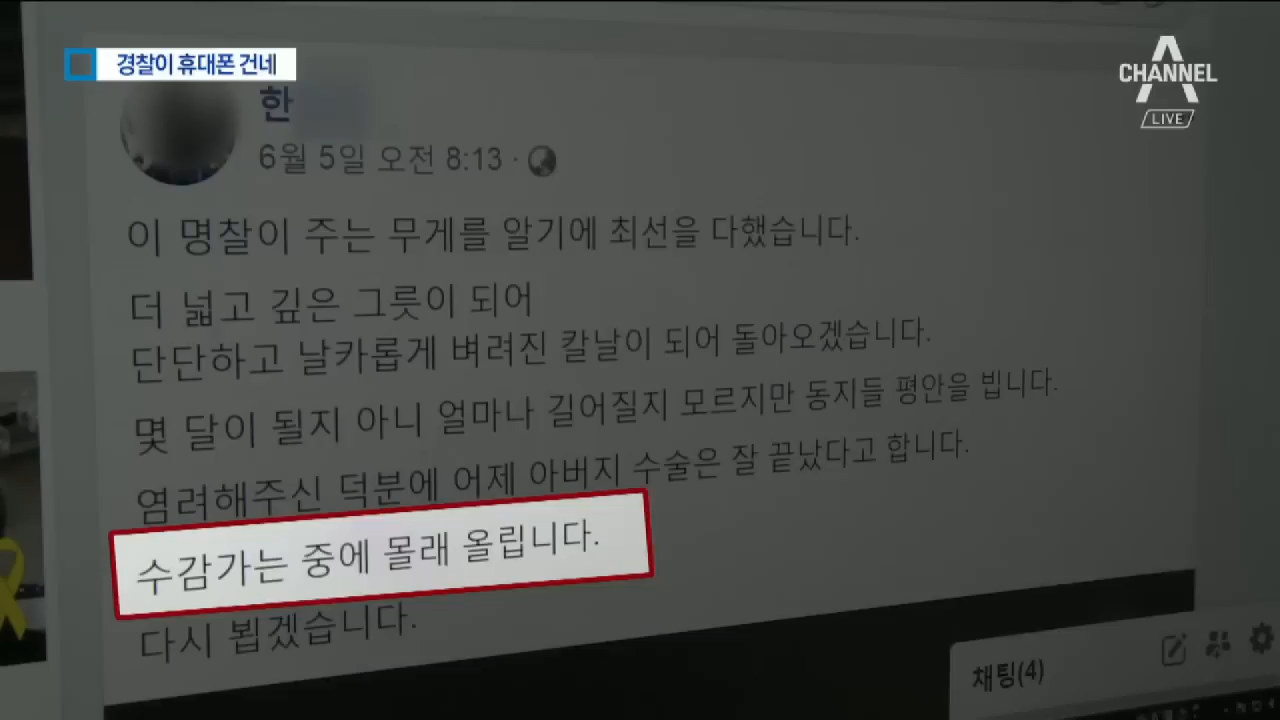 경찰이 휴대폰 건네
CHANNEL A
LIVE
한
6월 5일 오전 8:13 ·
이 명찰이 주는 무게를 알기에 최선을 다했습니다.
더 넓고 깊은 그릇이 되어
단단하고 날카롭게 벼려진 칼날이 되어 돌아오겠습니다.
몇 달이 될지 아니 얼마나 길어질지 모르지만 동지들 평안을 빕니다.
염려해주신 덕분에 어제 아버지 수술은 잘 끝났다고 합니다.
수감가는 중에 몰래 올립니다.
다시 뵙겠습니다.
채팅(4)